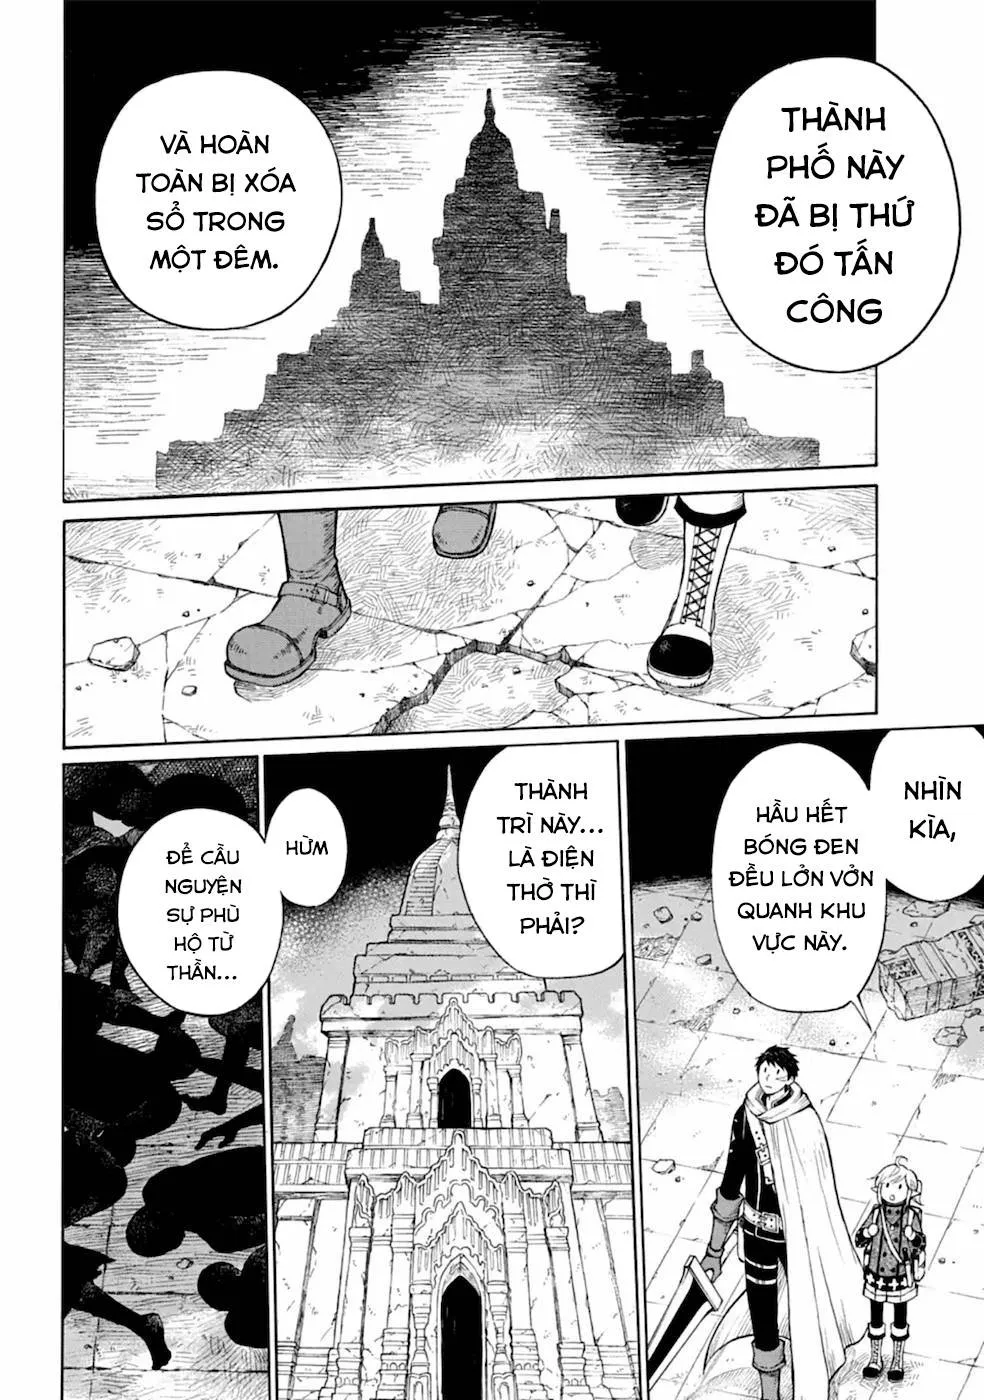 THÀNH
PHỐ NÀY
ĐÃ BỊ THỨ
ĐÓ TẤN
CÔNG
VÀ HOÀN
TOÀN BỊ XÓA
SỔ TRONG
MỘT ĐÊM.
NHÌN
KÌA,
HẦU HẾT
BÓNG ĐEN
ĐỀU LỞN VỞN
QUANH KHU
VỰC NÀY.
THÀNH
TRÌ NÀY...
LÀ ĐIỆN
THỜ THÌ
PHẢI?
HỪM
ĐỂ CẦU
NGUYỆN
SỰ PHÙ
HỘ TỪ
THẦN...